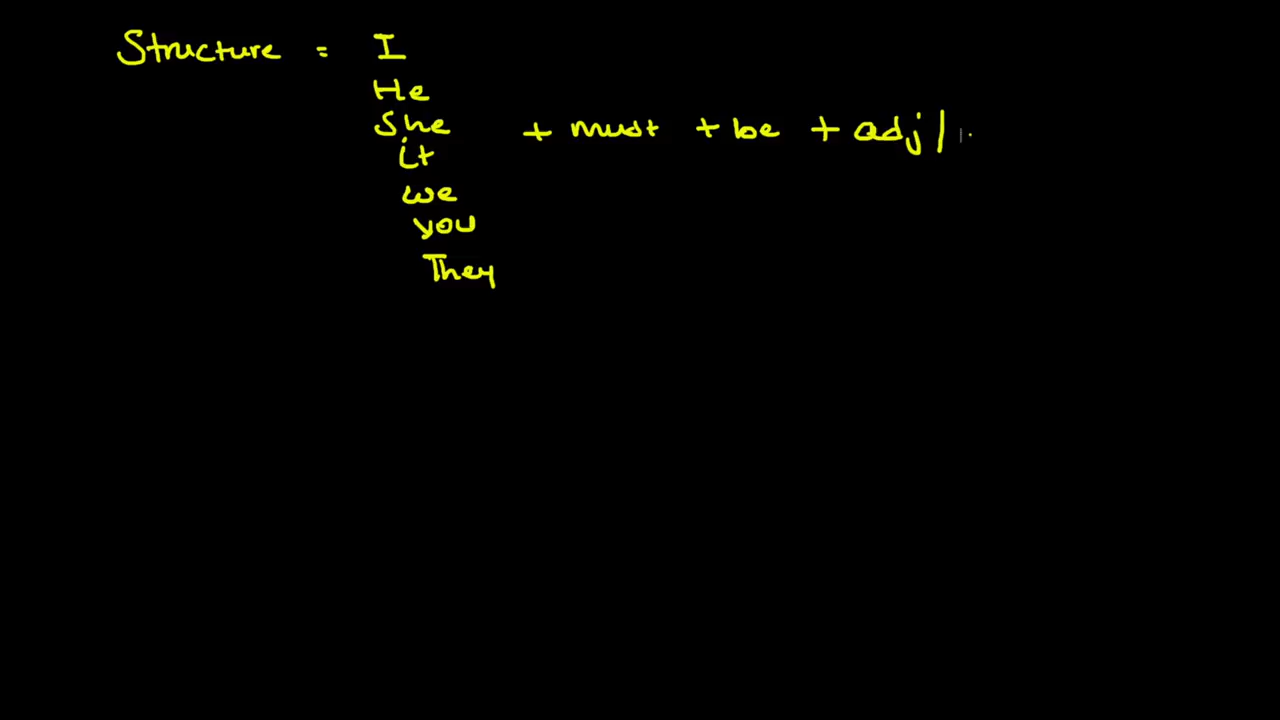 Structure = I
He
She + must + be + adj |
it
we
you
They